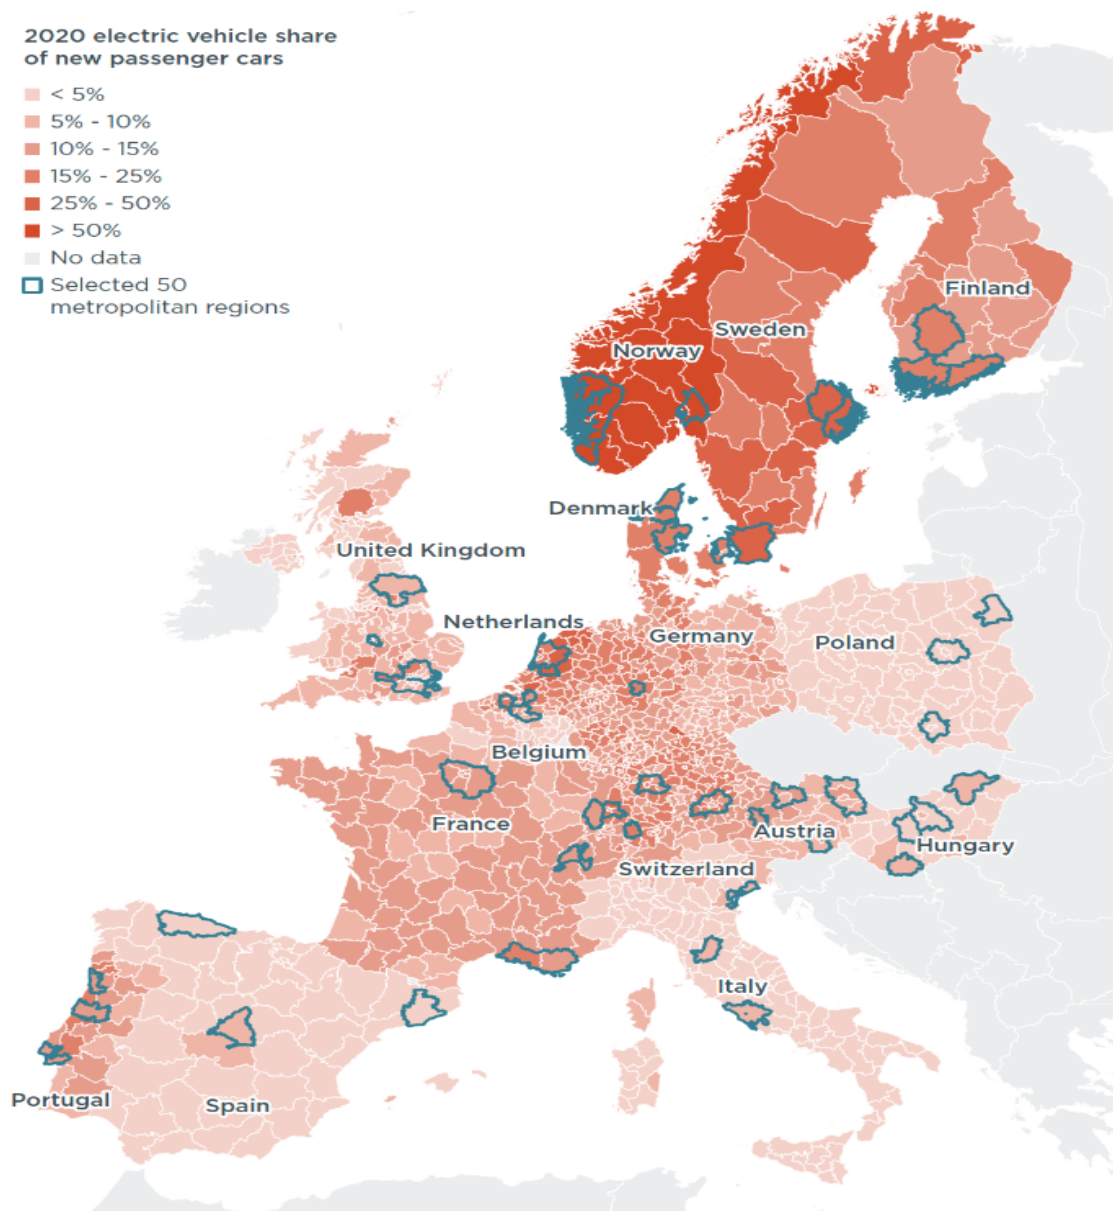 2020 electric vehicle share
of new passenger cars
< 5%
5% - 10%
10% - 15%
15% - 25%
25% - 50%
> 50%
No data
Selected 50
metropolitan regions
Finland
Sweden
Norway
Denmark
United Kingdom
Netherlands
Germany
Poland
Belgium
France
Austria
Hungary
Switzerland
Italy
Portugal
Spain